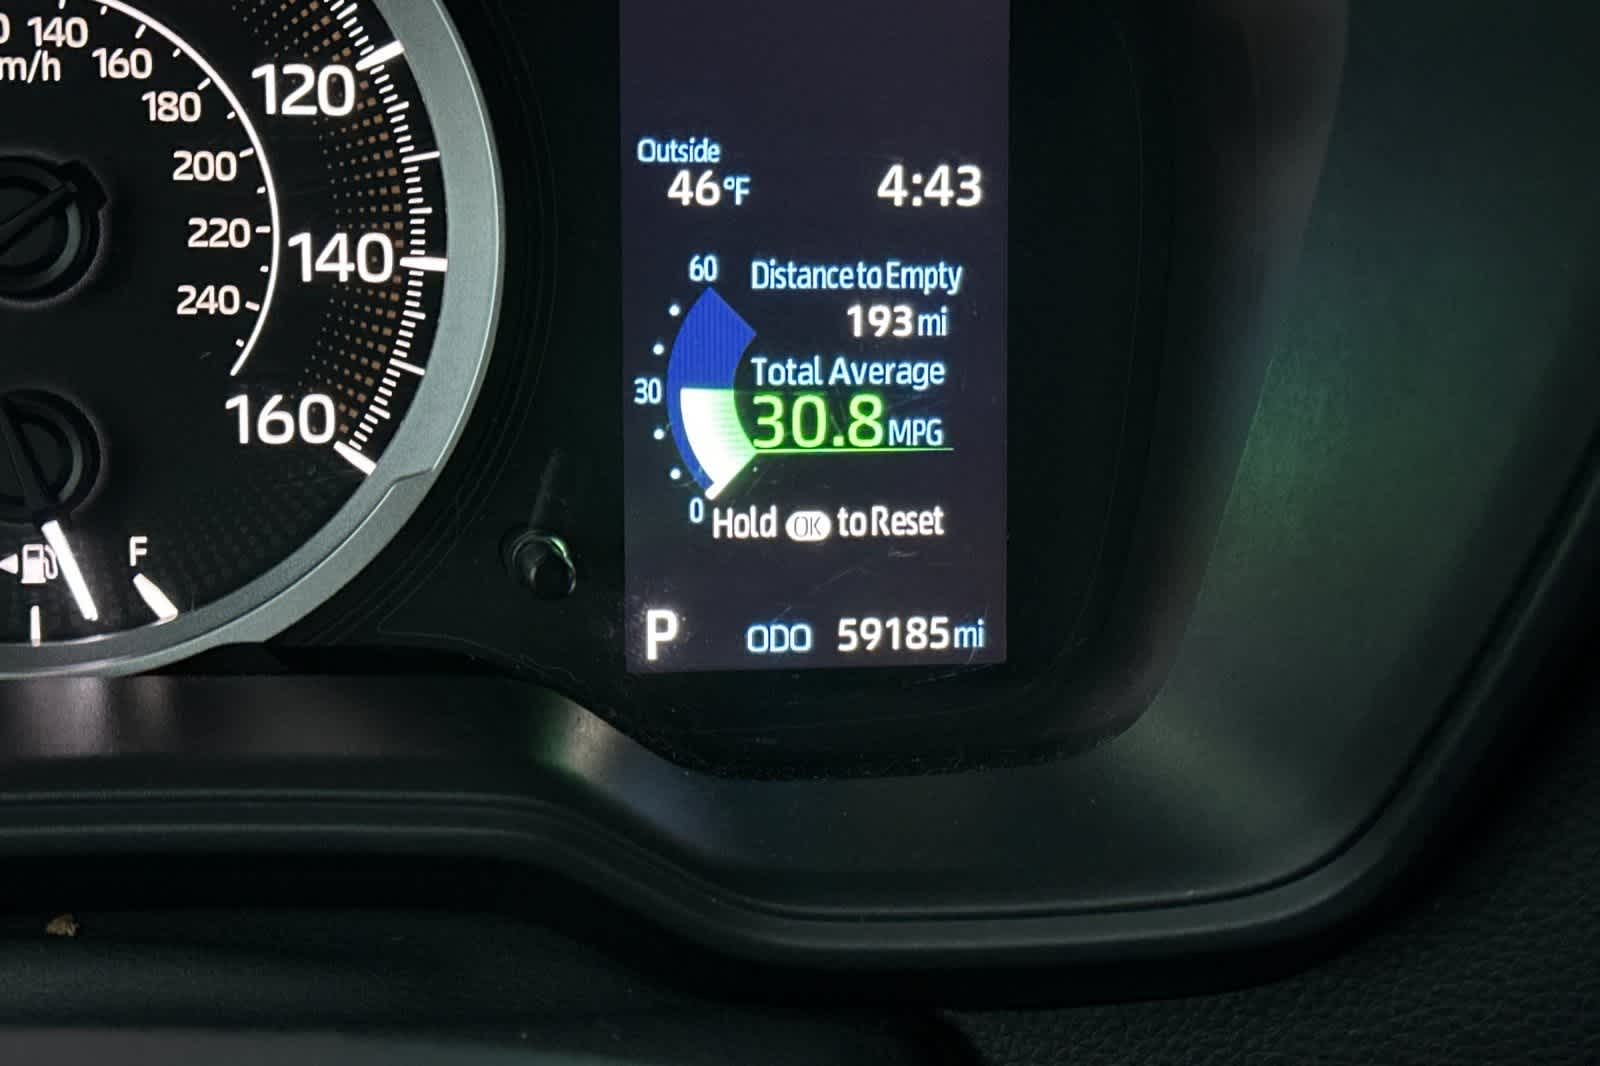 140
m/h
160
180
200
220
240
120
140
160
F
Outside
46°F
4:43
60
Distance to Empty
193 mi
Total Average
30
30.8 MPG
0
Hold OK to Reset
P
ODO 59185 mi